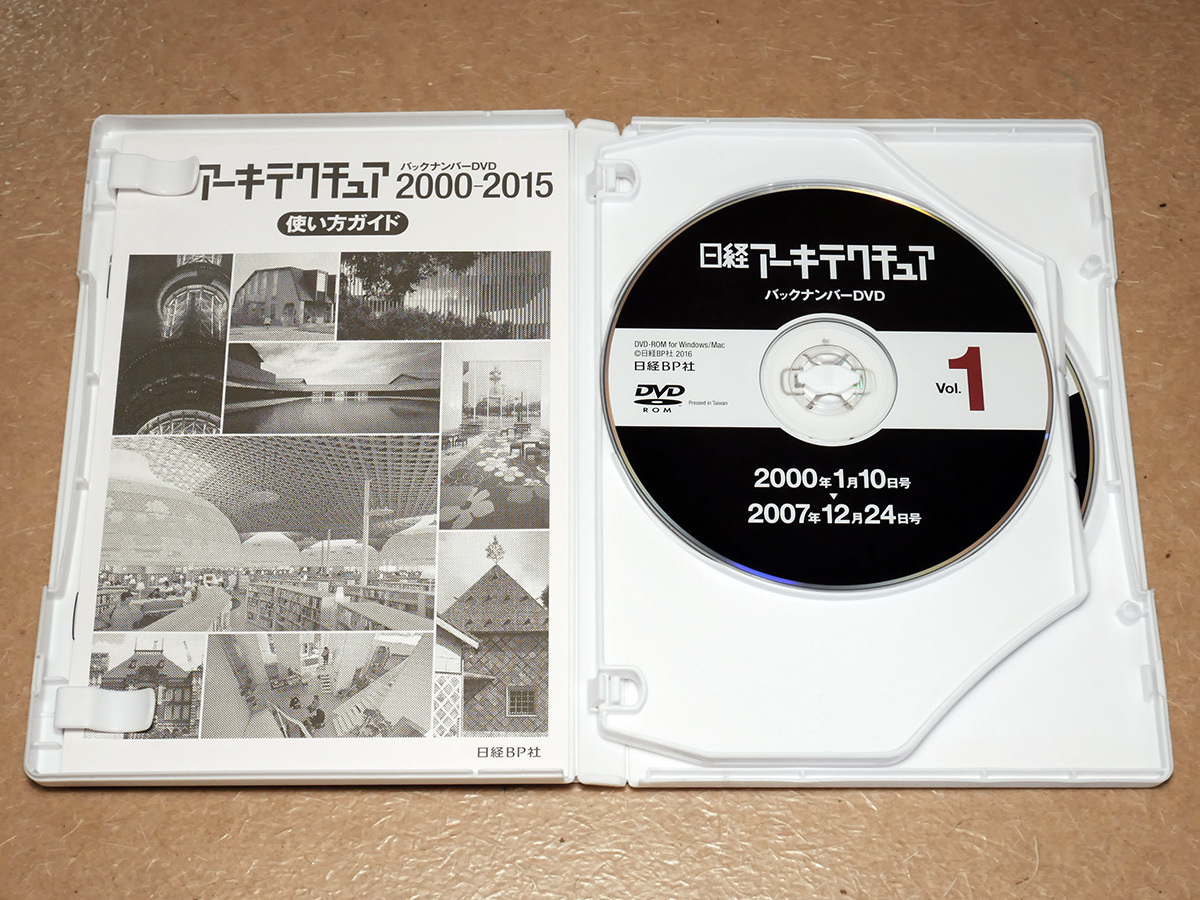 アーキテクチュア
バックナンバーDVD
2000-2015
使い方ガイド
日経BP社
日経アーキテクチュア
バックナンバーDVD
DVD-ROM for Windows/Mac
©日経BP社 2016
日経BP社
DVD
ROM
Pressed in Taiwan
Vol. 1
2000年1月10日号
▼
2007年12月24日号